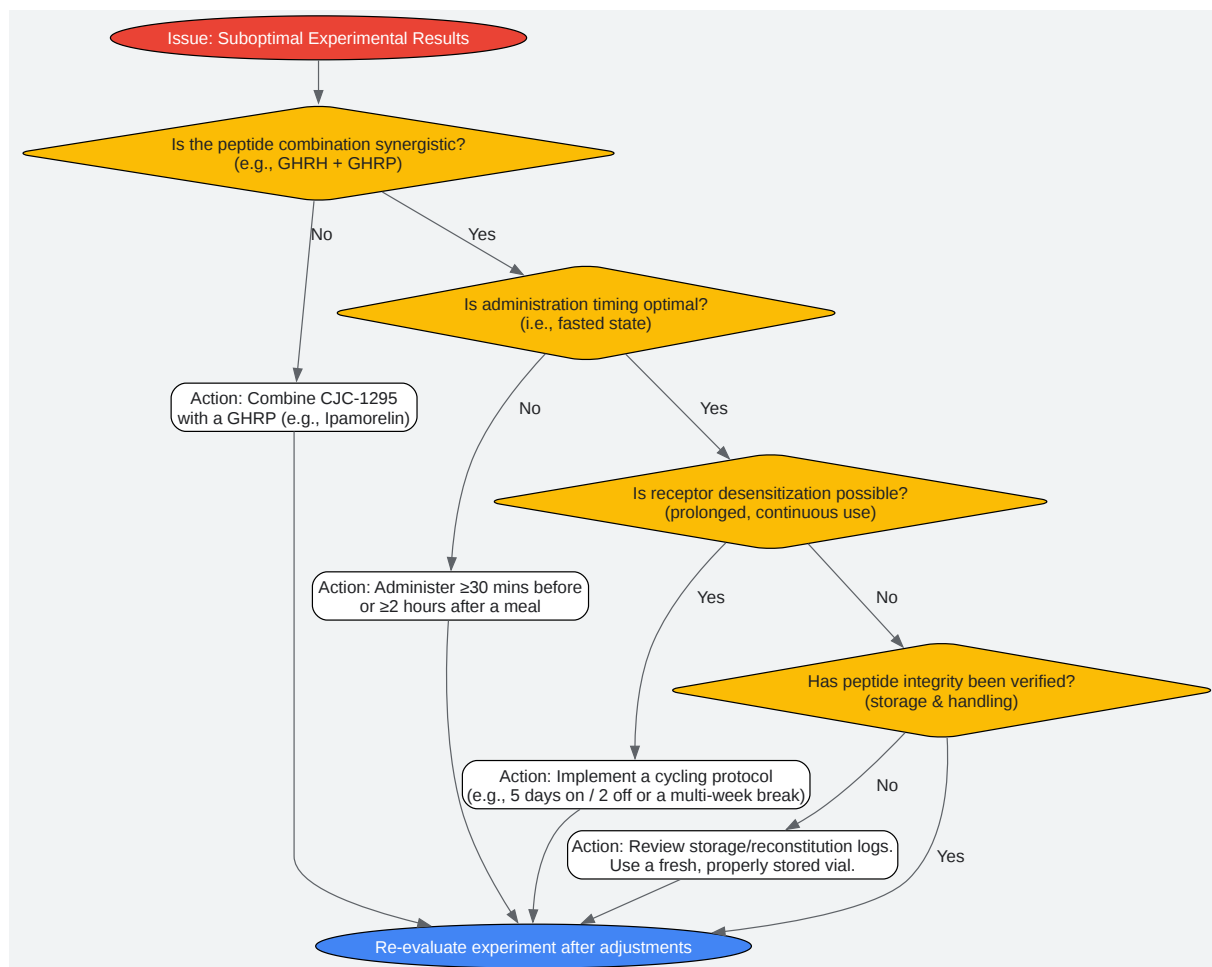 Issue: Suboptimal Experimental Results
Is the peptide combination synergistic?
(e.g., GHRH + GHRP)
No
Yes
Is administration timing optimal?
(i.e., fasted state)
Action: Combine CJC-1295
with a GHRP (e.g., Ipamorelin)
No
Yes
Is receptor desensitization possible?
(prolonged, continuous use)
Action: Administer ≥30 mins before
or ≥2 hours after a meal
Yes
No
Has peptide integrity been verified?
(storage & handling)
Action: Implement a cycling protocol
(e.g., 5 days on / 2 off or a multi-week break)
No
Action: Review storage/reconstitution logs.
Use a fresh, properly stored vial.
Yes
Re-evaluate experiment after adjustments